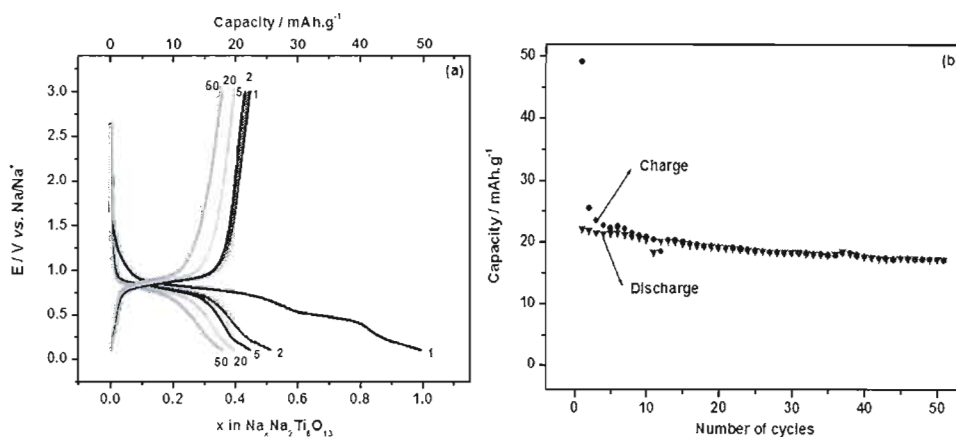 Capacity / mAh.g⁻¹
0 10 20 30 40 50
(a)
60 20 2
5 1
3.0
2.5
2.0
1.5
1.0
0.5
0.0
E / V vs. Na/Na⁺
50 20 5 2 1
0.0 0.2 0.4 0.6 0.8 1.0
x in NaₓNa₂Ti₆O₁₃
(b)
50
40
30
20
10
0
Capacity / mAh.g⁻¹
Charge
Discharge
0 10 20 30 40 50
Number of cycles